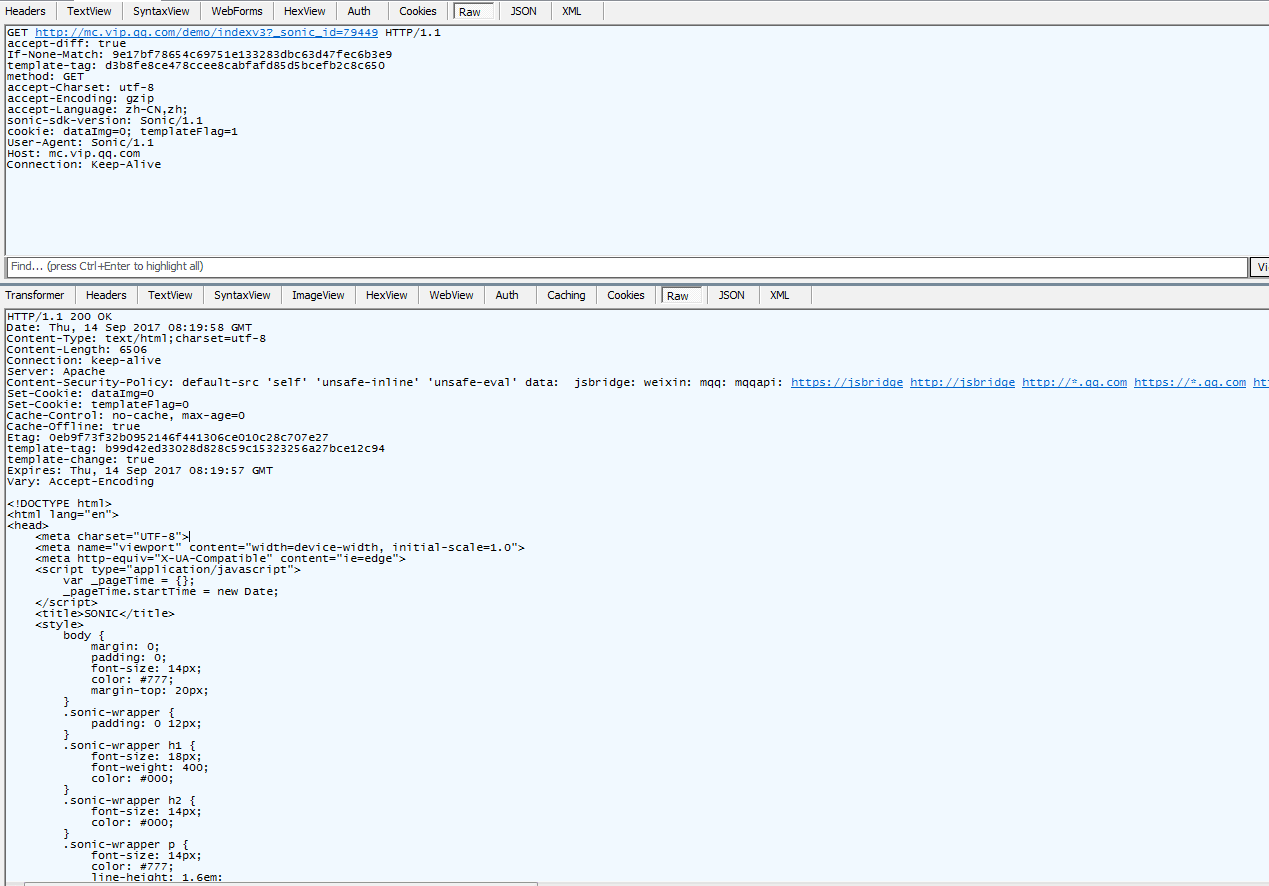 Headers TextView SyntaxView WebForms HexView Auth Cookies Raw JSON XML
GET http://mc.vip.qq.com/demo/indexv3?_sonic_id=79449 HTTP/1.1
accept-diff: true
If-None-Match: 9e17bf78654c69751e133283dbc63d47fec6b3e9
template-tag: d3b8fe8ce478ccee8cabfafd85d5bcefb2c8c650
method: GET
accept-Charset: utf-8
accept-Encoding: gzip
accept-Language: zh-CN,zh;
sonic-sdk-version: Sonic/1.1
cookie: dataImg=0; templateFlag=1
User-Agent: Sonic/1.1
Host: mc.vip.qq.com
Connection: Keep-Alive
Find... (press Ctrl+Enter to highlight all) Vi
Transformer Headers TextView SyntaxView ImageView HexView WebView Auth Caching Cookies Raw JSON XML
HTTP/1.1 200 OK
Date: Thu, 14 Sep 2017 08:19:58 GMT
Content-Type: text/html;charset=utf-8
Content-Length: 6506
Connection: keep-alive
Server: Apache
Content-Security-Policy: default-src 'self' 'unsafe-inline' 'unsafe-eval' data:  jsbridge: weixin: mqq: mqqapi: https://jsbridge http://jsbridge http://*.qq.com https://*.qq.com ht
Set-Cookie: dataImg=0
Set-Cookie: templateFlag=0
Cache-Control: no-cache, max-age=0
Cache-Offline: true
Etag: 0eb9f73f32b0952146f441306ce010c28c707e27
template-tag: b99d42ed33028d828c59c15323256a27bce12c94
template-change: true
Expires: Thu, 14 Sep 2017 08:19:57 GMT
Vary: Accept-Encoding
<!DOCTYPE html>
<html lang="en">
<head>
<meta charset="UTF-8">
<meta name="viewport" content="width=device-width, initial-scale=1.0">
<meta http-equiv="X-UA-Compatible" content="ie=edge">
<script type="application/javascript">
var _pageTime = {};
_pageTime.startTime = new Date;
</script>
<title>SONIC</title>
<style>
body {
margin: 0;
padding: 0;
font-size: 14px;
color: #777;
margin-top: 20px;
}
.sonic-wrapper {
padding: 0 12px;
}
.sonic-wrapper h1 {
font-size: 18px;
font-weight: 400;
color: #000;
}
.sonic-wrapper h2 {
font-size: 14px;
color: #000;
}
.sonic-wrapper p {
font-size: 14px;
color: #777;
line-height: 1.6em;